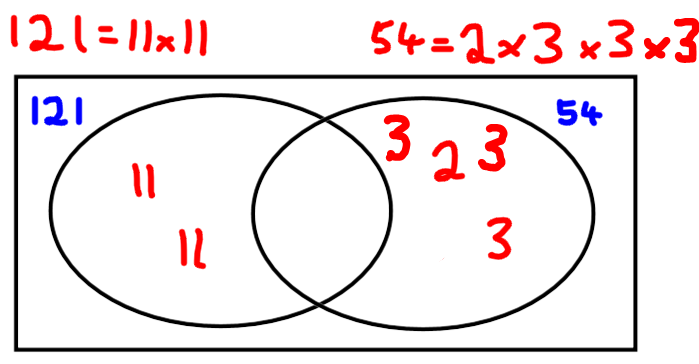 121 = 11 × 11 54 = 2 × 3 × 3 × 3
121 54
3 2 3
11
11 3